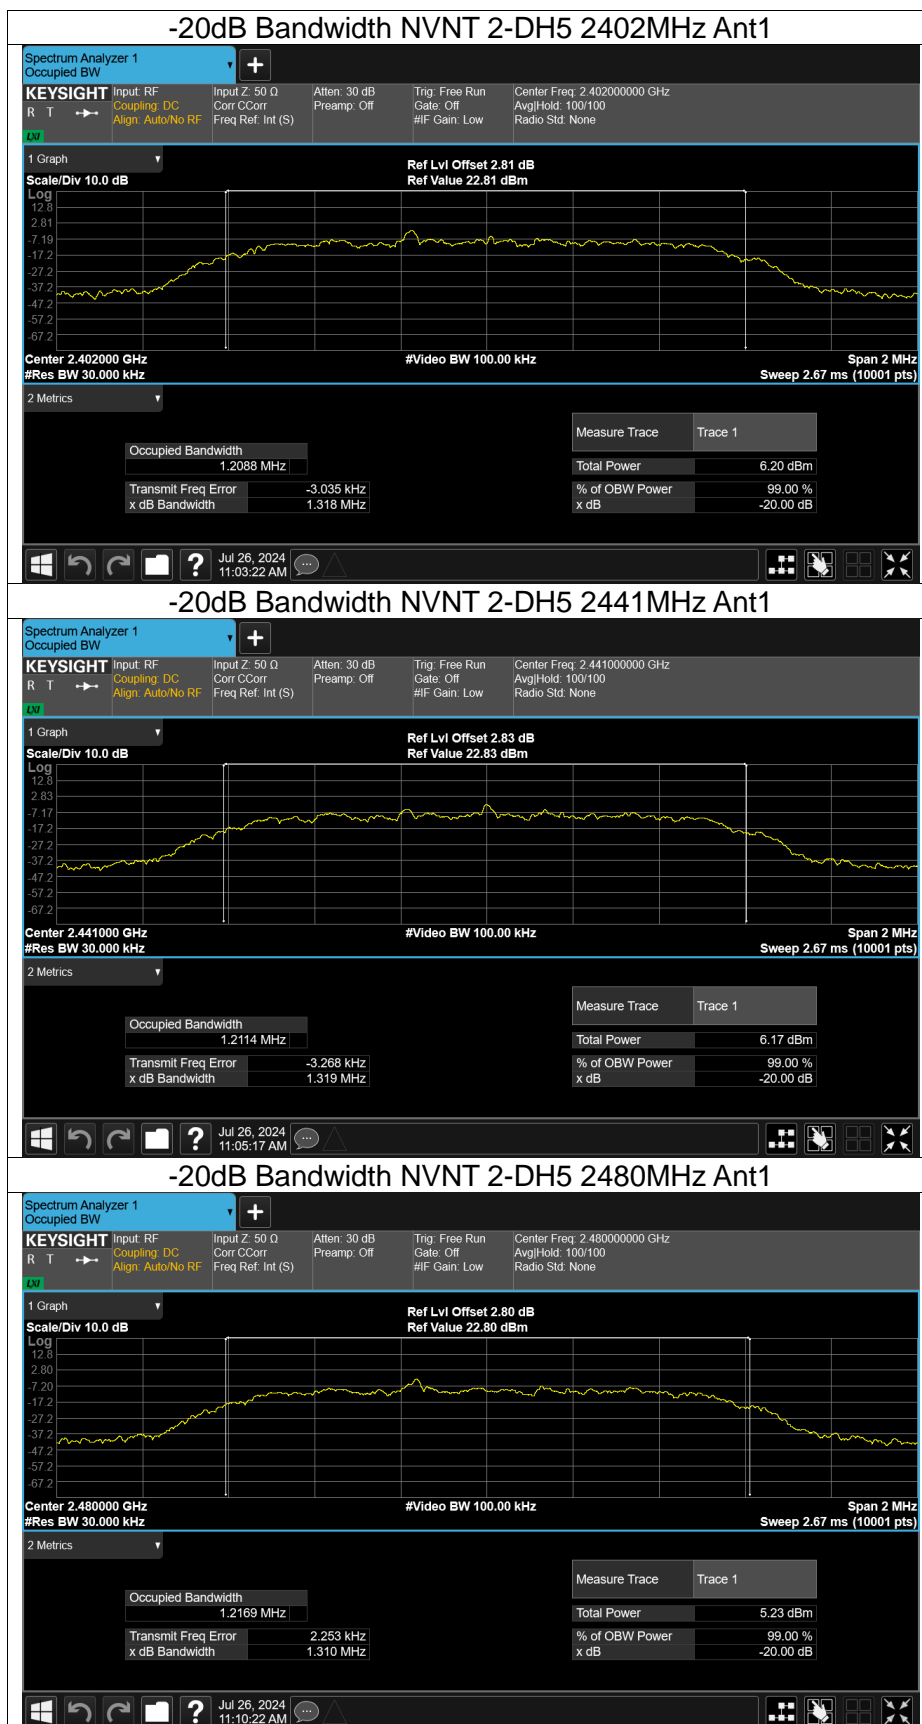 -20dB Bandwidth NVNT 2-DH5 2402MHz Ant1
Spectrum Analyzer 1
Occupied BW
+
KEYSIGHT Input: RF Input Z: 50 Ω Atten: 30 dB Trig: Free Run Center Freq: 2.402000000 GHz
R T Coupling: DC Corr CCorr Preamp: Off Gate: Off Avg|Hold: 100/100
Align: Auto/No RF Freq Ref: Int (S) #IF Gain: Low Radio Std: None
LXI
1 Graph Ref Lvl Offset 2.81 dB
Scale/Div 10.0 dB Ref Value 22.81 dBm
Log
12.8
2.81
-7.19
-17.2
-27.2
-37.2
-47.2
-57.2
-67.2
Center 2.402000 GHz #Video BW 100.00 kHz Span 2 MHz
#Res BW 30.000 kHz Sweep 2.67 ms (10001 pts)
2 Metrics
Measure Trace Trace 1
Occupied Bandwidth
1.2088 MHz Total Power 6.20 dBm
Transmit Freq Error -3.035 kHz % of OBW Power 99.00 %
x dB Bandwidth 1.318 MHz x dB -20.00 dB
? Jul 26, 2024
11:03:22 AM
-20dB Bandwidth NVNT 2-DH5 2441MHz Ant1
Spectrum Analyzer 1
Occupied BW
+
KEYSIGHT Input: RF Input Z: 50 Ω Atten: 30 dB Trig: Free Run Center Freq: 2.441000000 GHz
R T Coupling: DC Corr CCorr Preamp: Off Gate: Off Avg|Hold: 100/100
Align: Auto/No RF Freq Ref: Int (S) #IF Gain: Low Radio Std: None
LXI
1 Graph Ref Lvl Offset 2.83 dB
Scale/Div 10.0 dB Ref Value 22.83 dBm
Log
12.8
2.83
-7.17
-17.2
-27.2
-37.2
-47.2
-57.2
-67.2
Center 2.441000 GHz #Video BW 100.00 kHz Span 2 MHz
#Res BW 30.000 kHz Sweep 2.67 ms (10001 pts)
2 Metrics
Measure Trace Trace 1
Occupied Bandwidth
1.2114 MHz Total Power 6.17 dBm
Transmit Freq Error -3.268 kHz % of OBW Power 99.00 %
x dB Bandwidth 1.319 MHz x dB -20.00 dB
? Jul 26, 2024
11:05:17 AM
-20dB Bandwidth NVNT 2-DH5 2480MHz Ant1
Spectrum Analyzer 1
Occupied BW
+
KEYSIGHT Input: RF Input Z: 50 Ω Atten: 30 dB Trig: Free Run Center Freq: 2.480000000 GHz
R T Coupling: DC Corr CCorr Preamp: Off Gate: Off Avg|Hold: 100/100
Align: Auto/No RF Freq Ref: Int (S) #IF Gain: Low Radio Std: None
LXI
1 Graph Ref Lvl Offset 2.80 dB
Scale/Div 10.0 dB Ref Value 22.80 dBm
Log
12.8
2.80
-7.20
-17.2
-27.2
-37.2
-47.2
-57.2
-67.2
Center 2.480000 GHz #Video BW 100.00 kHz Span 2 MHz
#Res BW 30.000 kHz Sweep 2.67 ms (10001 pts)
2 Metrics
Measure Trace Trace 1
Occupied Bandwidth
1.2169 MHz Total Power 5.23 dBm
Transmit Freq Error 2.253 kHz % of OBW Power 99.00 %
x dB Bandwidth 1.310 MHz x dB -20.00 dB
? Jul 26, 2024
11:10:22 AM